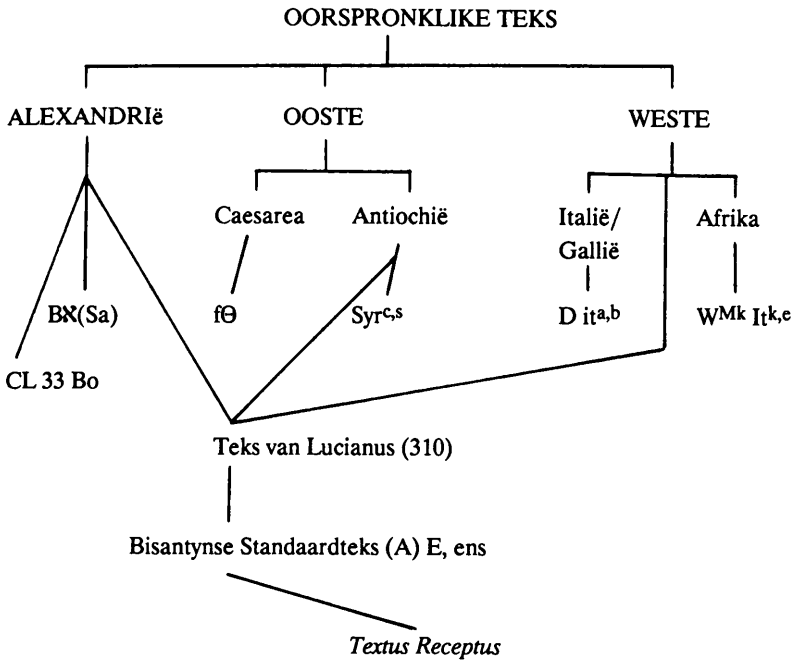 OORSPRONKLIKE TEKS
ALEXANDRIë OOSTE WESTE
Caesarea Antiochië Italië/ Afrika
Gallië
Bא(Sa) fΘ Syrc,s D ita,b WMk Itk,e
CL 33 Bo
Teks van Lucianus (310)
Bisantynse Standaardteks (A) E, ens
Textus Receptus